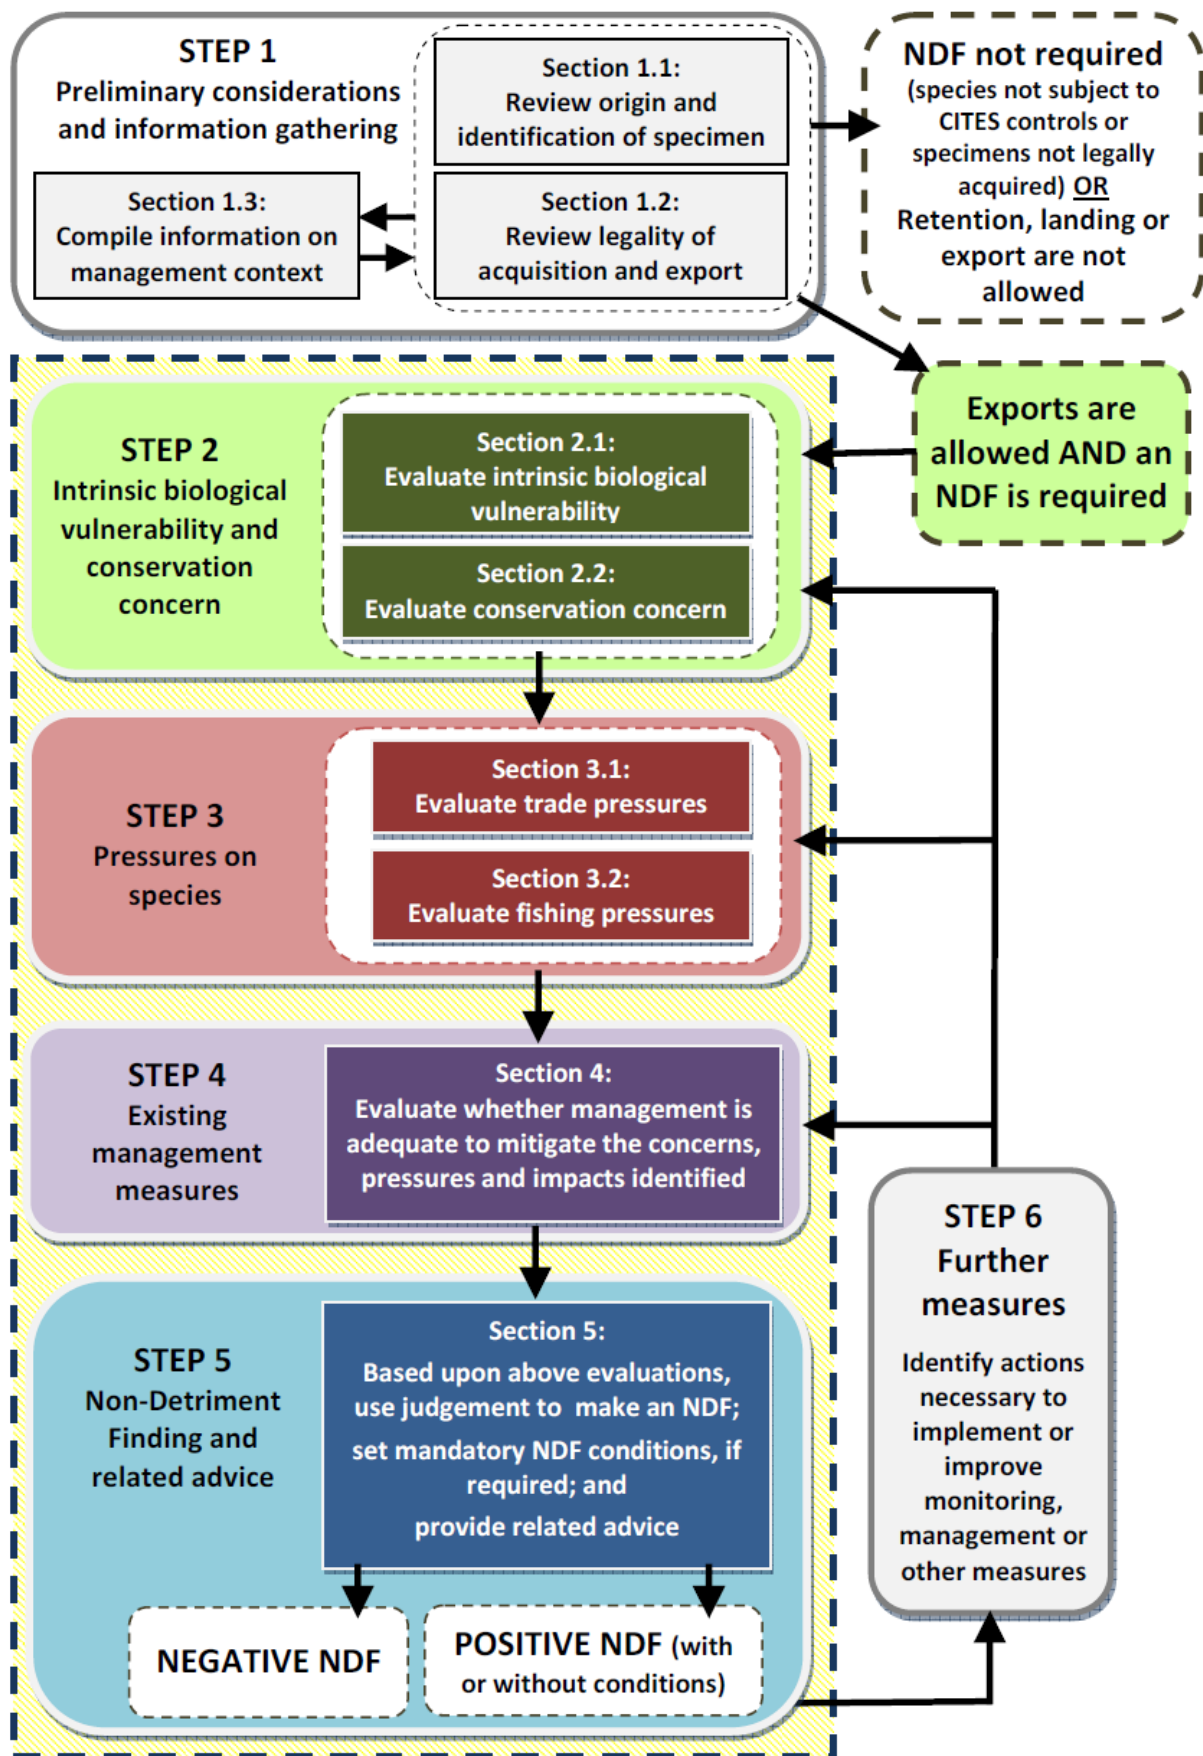 STEP 1
Preliminary considerations
and information gathering
Section 1.1:
Review origin and
identification of specimen
Section 1.2:
Review legality of
acquisition and export
Section 1.3:
Compile information on
management context
NDF not required
(species not subject to
CITES controls or
specimens not legally
acquired) OR
Retention, landing or
export are not
allowed
Exports are
allowed AND an
NDF is required
STEP 2
Intrinsic biological
vulnerability and
conservation
concern
Section 2.1:
Evaluate intrinsic biological
vulnerability
Section 2.2:
Evaluate conservation concern
STEP 3
Pressures on
species
Section 3.1:
Evaluate trade pressures
Section 3.2:
Evaluate fishing pressures
STEP 4
Existing
management
measures
Section 4:
Evaluate whether management is
adequate to mitigate the concerns,
pressures and impacts identified
STEP 5
Non-Detriment
Finding and
related advice
Section 5:
Based upon above evaluations,
use judgement to make an NDF;
set mandatory NDF conditions, if
required; and
provide related advice
NEGATIVE NDF
POSITIVE NDF (with
or without conditions)
STEP 6
Further
measures
Identify actions
necessary to
implement or
improve
monitoring,
management or
other measures